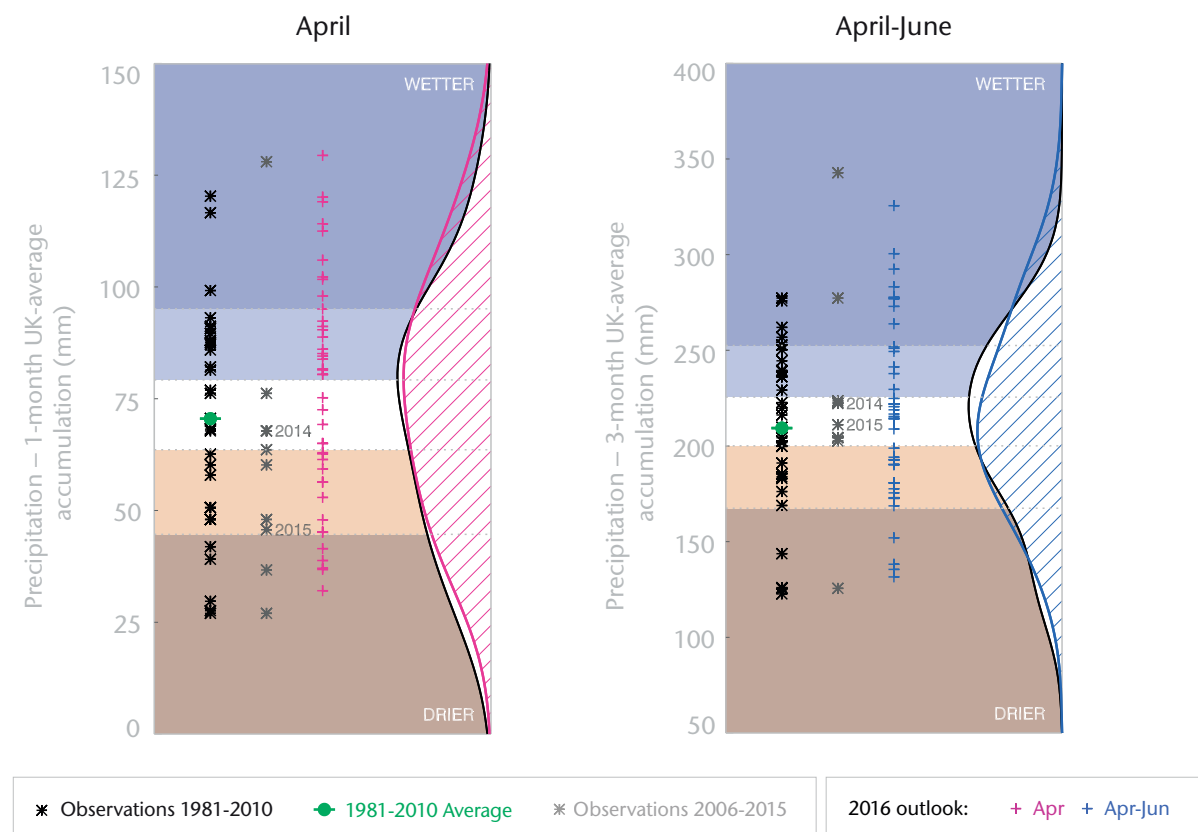 April
April-June
Precipitation – 1-month UK-average
accumulation (mm)
150
125
100
75
50
25
0
WETTER
2014
2015
DRIER
Precipitation – 3-month UK-average
accumulation (mm)
400
350
300
250
200
150
100
50
WETTER
2014
2015
DRIER
Observations 1981-2010
1981-2010 Average
Observations 2006-2015
2016 outlook:
Apr
Apr-Jun